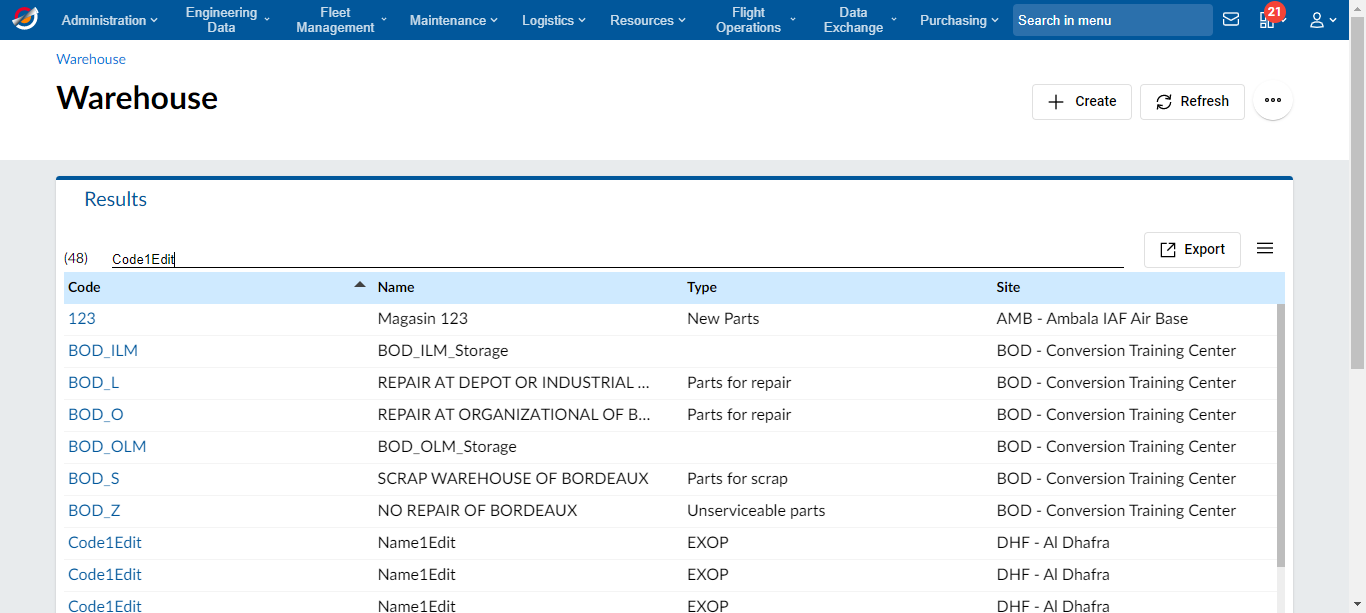 Administration
Engineering Data
Fleet Management
Maintenance
Logistics
Resources
Flight Operations
Data Exchange
Purchasing
Search in menu
21
Warehouse
Warehouse
Create
Refresh
Results
(48) Code1Edit
Export
Code Name Type Site
123 Magasin 123 New Parts AMB - Ambala IAF Air Base
BOD_ILM BOD_ILM_Storage BOD - Conversion Training Center
BOD_L REPAIR AT DEPOT OR INDUSTRIAL ... Parts for repair BOD - Conversion Training Center
BOD_O REPAIR AT ORGANIZATIONAL OF B... Parts for repair BOD - Conversion Training Center
BOD_OLM BOD_OLM_Storage BOD - Conversion Training Center
BOD_S SCRAP WAREHOUSE OF BORDEAUX Parts for scrap BOD - Conversion Training Center
BOD_Z NO REPAIR OF BORDEAUX Unserviceable parts BOD - Conversion Training Center
Code1Edit Name1Edit EXOP DHF - Al Dhafra
Code1Edit Name1Edit EXOP DHF - Al Dhafra
Code1Edit Name1Edit EXOP DHF - Al Dhafra